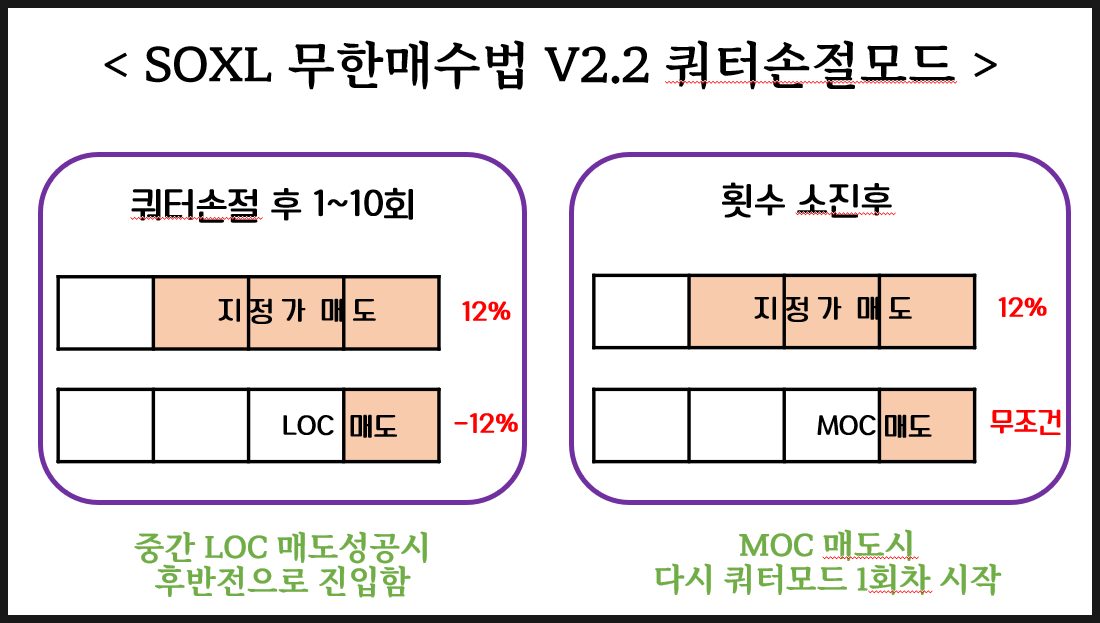 < SOXL 무한매수법 V2.2 쿼터손절모드 >
쿼터손절 후 1~10회
지정가 매도
12%
LOC 매도
-12%
중간 LOC 매도성공시
후반전으로 진입함
횟수 소진후
지정가 매도
12%
MOC 매도
무조건
MOC 매도시
다시 쿼터모드 1회차 시작